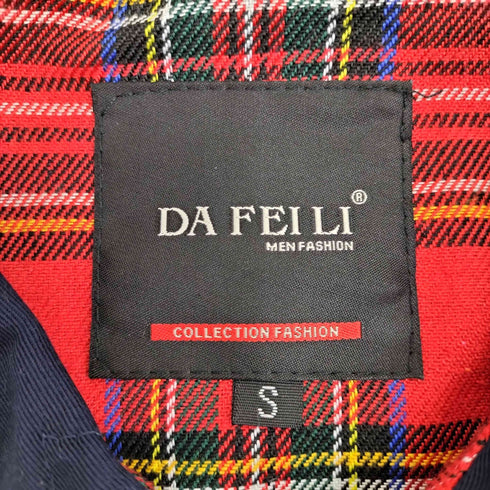 DA FEI LI®
MEN FASHION
COLLECTION FASHION
S